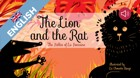 ENGLISH
The Lion
and the Rat
The Fables of La Fontaine